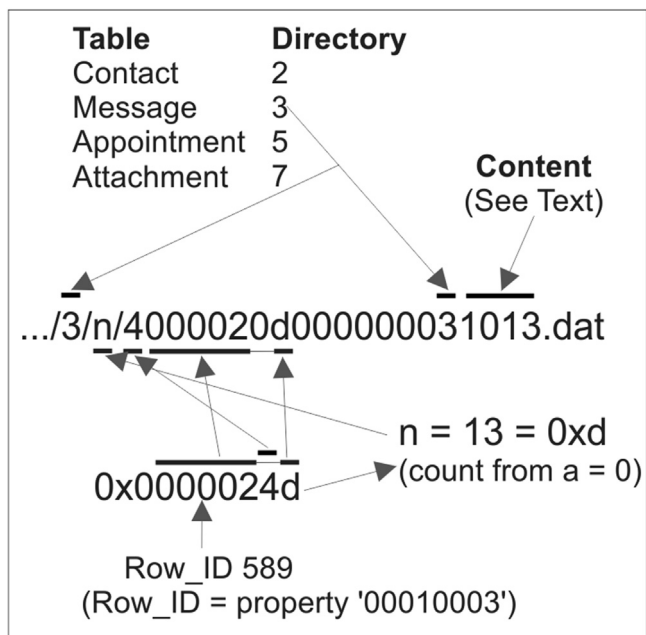 Table Directory
Contact 2
Message 3
Appointment 5
Attachment 7
Content
(See Text)
.../3/n/4000020d000000031013.dat
n = 13 = 0xd
(count from a = 0)
0x0000024d
Row_ID 589
(Row_ID = property '00010003')